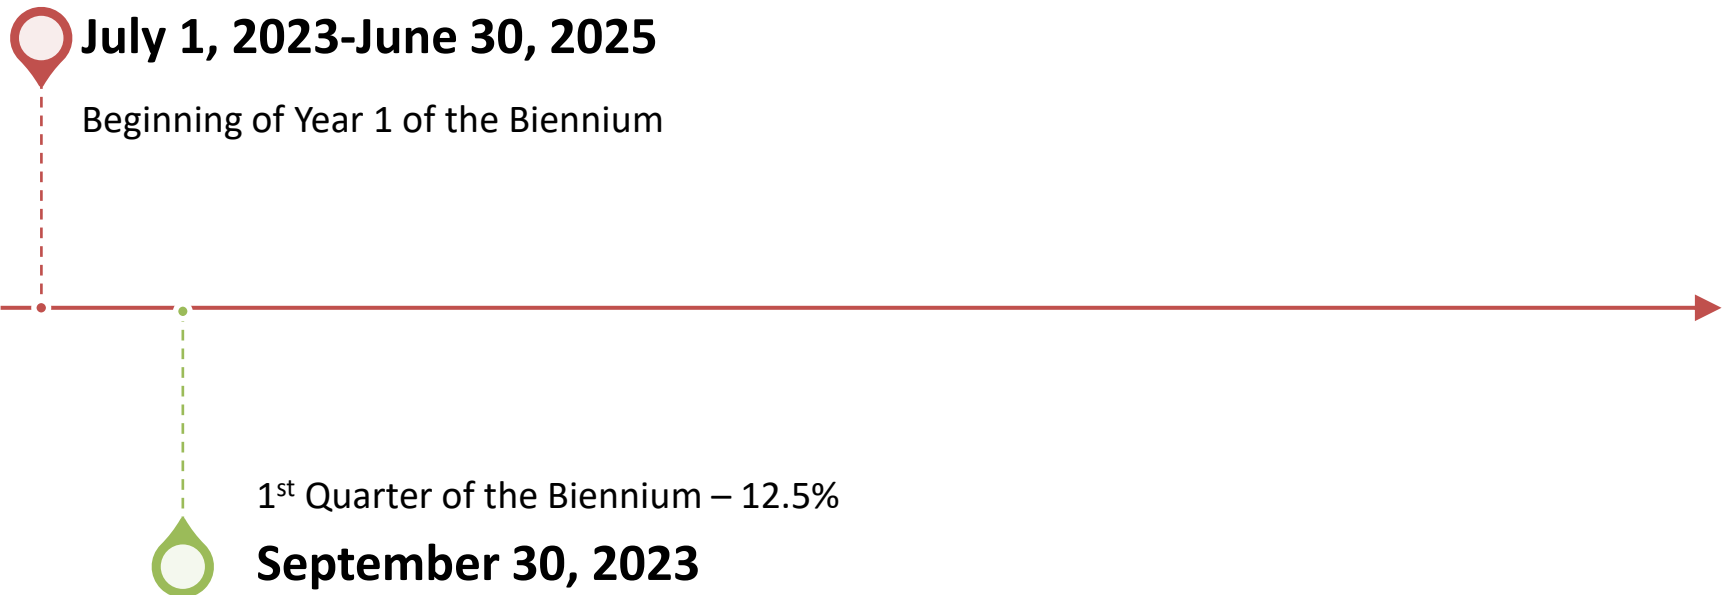 July 1, 2023-June 30, 2025
Beginning of Year 1 of the Biennium
1st Quarter of the Biennium – 12.5%
September 30, 2023